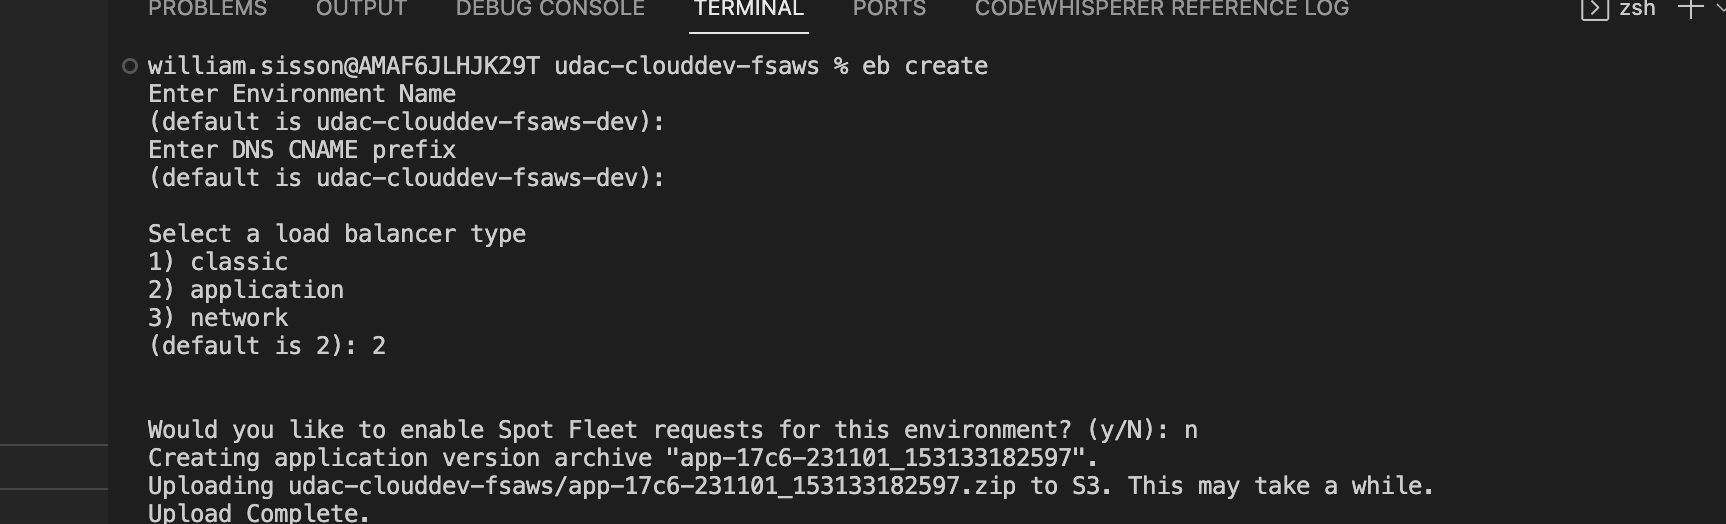 PROBLEMS OUTPUT DEBUG CONSOLE TERMINAL PORTS CODEWHISPERER REFERENCE LOG zsh
william.sisson@AMAF6JLHJK29T udac-clouddev-fsaws % eb create
Enter Environment Name
(default is udac-clouddev-fsaws-dev):
Enter DNS CNAME prefix
(default is udac-clouddev-fsaws-dev):
Select a load balancer type
1) classic
2) application
3) network
(default is 2): 2
Would you like to enable Spot Fleet requests for this environment? (y/N): n
Creating application version archive "app-17c6-231101_153133182597".
Uploading udac-clouddev-fsaws/app-17c6-231101_153133182597.zip to S3. This may take a while.
Upload Complete.